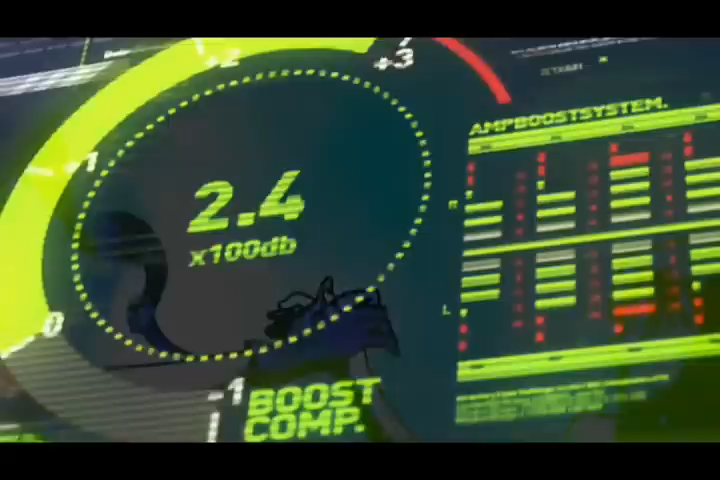 +2
+3
AMPBOOSTSYSTEM.
1
2.4
x100db
R
L
0
-1
BOOST
COMP.